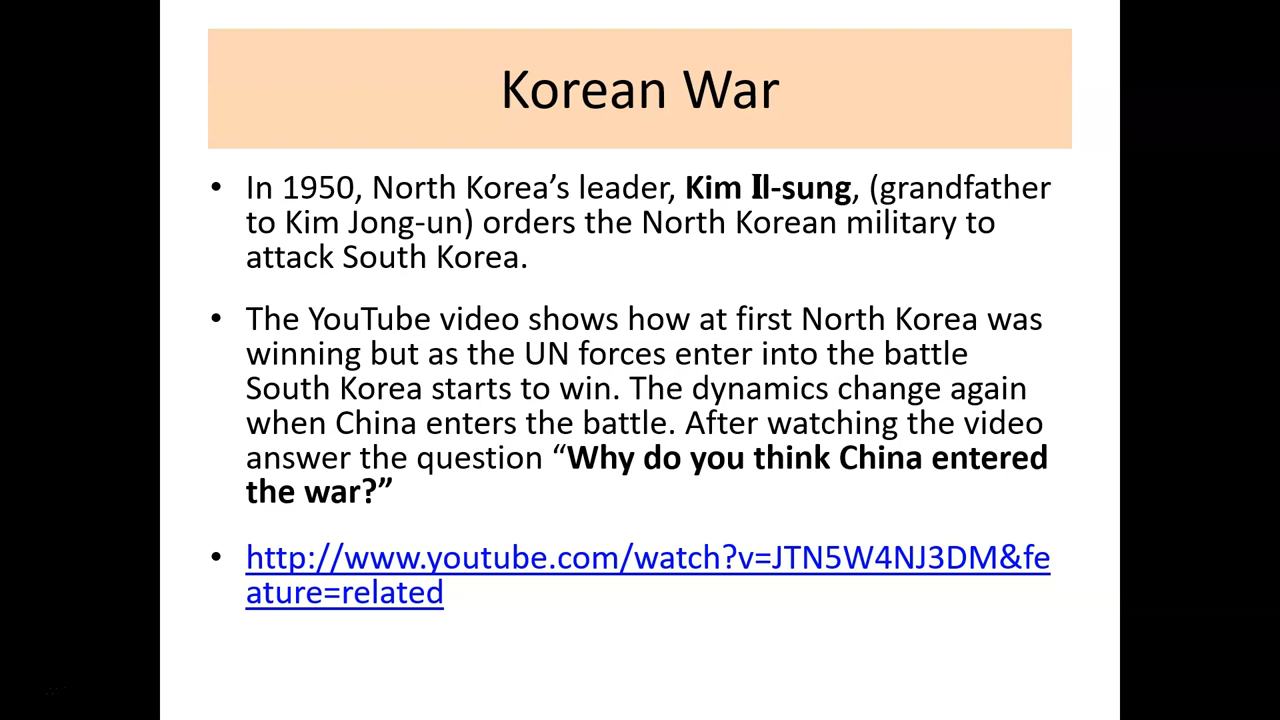 Korean War
• In 1950, North Korea’s leader, Kim Il-sung, (grandfather
to Kim Jong-un) orders the North Korean military to
attack South Korea.
• The YouTube video shows how at first North Korea was
winning but as the UN forces enter into the battle
South Korea starts to win. The dynamics change again
when China enters the battle. After watching the video
answer the question “Why do you think China entered
the war?”
• http://www.youtube.com/watch?v=JTN5W4NJ3DM&fe
ature=related